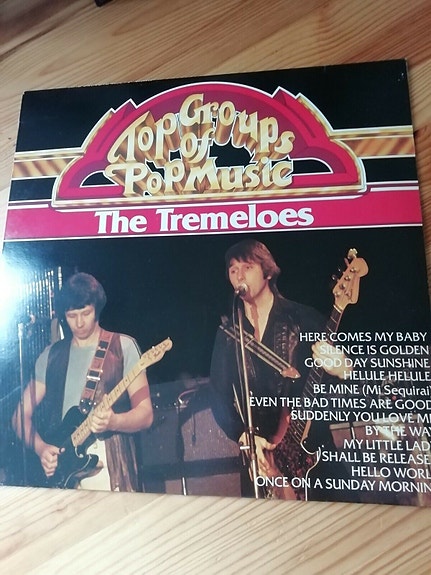 Top Groups
of
Pop Music
The Tremeloes
HERE COMES MY BABY
SILENCE IS GOLDEN
GOOD DAY SUNSHINE
HELULE HELULE
BE MINE (Mi Sequirai)
EVEN THE BAD TIMES ARE GOOD
SUDDENLY YOU LOVE ME
BY THE WAY
MY LITTLE LADY
I SHALL BE RELEASED
HELLO WORLD
ONCE ON A SUNDAY MORNIN